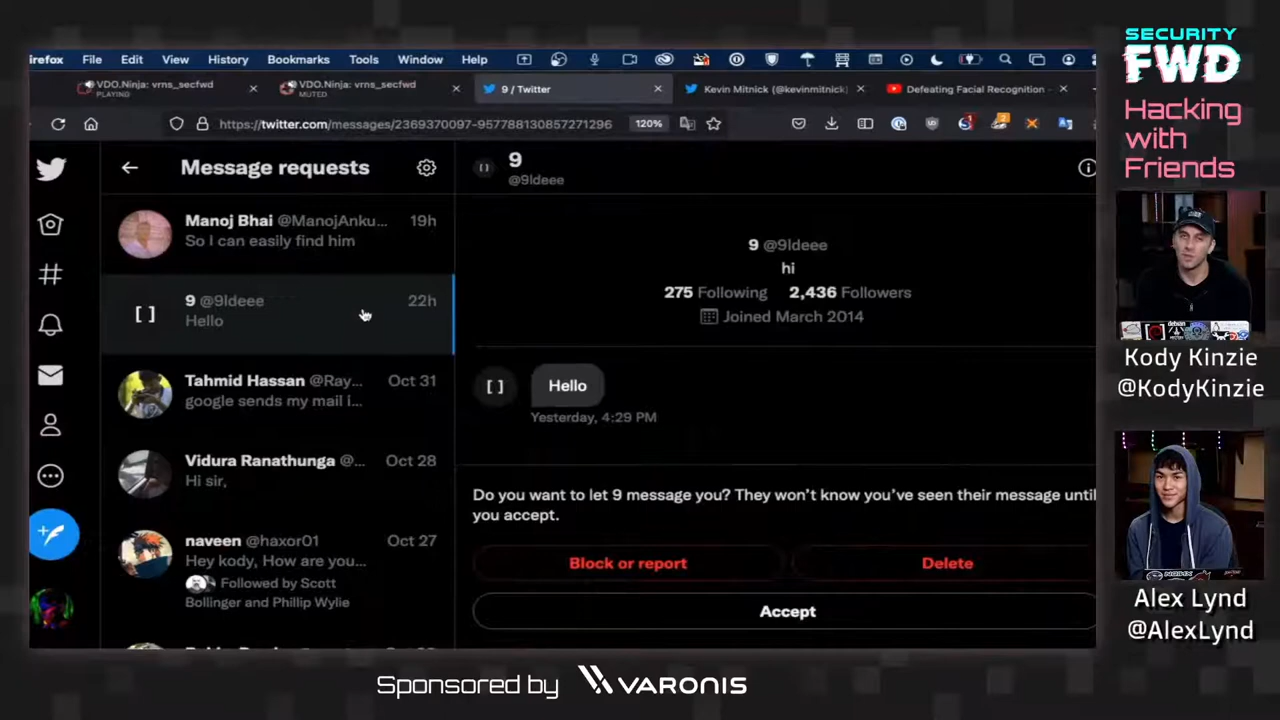 SECURITY
FWD
Hacking
with
Friends
File Edit View History Bookmarks Tools Window Help
VDO.Ninja: vrns_secfwd
PLAYING
VDO.Ninja: vrns_secfwd
MUTED
9 / Twitter
Kevin Mitnick (@kevinmitnick)
Defeating Facial Recognition -
https://twitter.com/messages/2369370097-957788130857271296
120%
Message requests
Manoj Bhai @ManojAnku... 19h
So I can easily find him
9 @9ldeee 22h
Hello
Tahmid Hassan @Ray... Oct 31
google sends my mail i...
Vidura Ranathunga @... Oct 28
Hi sir,
naveen @haxor01 Oct 27
Hey kody, How are you...
Followed by Scott
Bollinger and Phillip Wylie
9
@9ldeee
9 @9ldeee
hi
275 Following 2,436 Followers
Joined March 2014
Hello
Yesterday, 4:29 PM
Do you want to let 9 message you? They won't know you've seen their message until
you accept.
Block or report
Delete
Accept
Kody Kinzie
@KodyKinzie
Alex Lynd
@AlexLynd
Sponsored by VARONIS